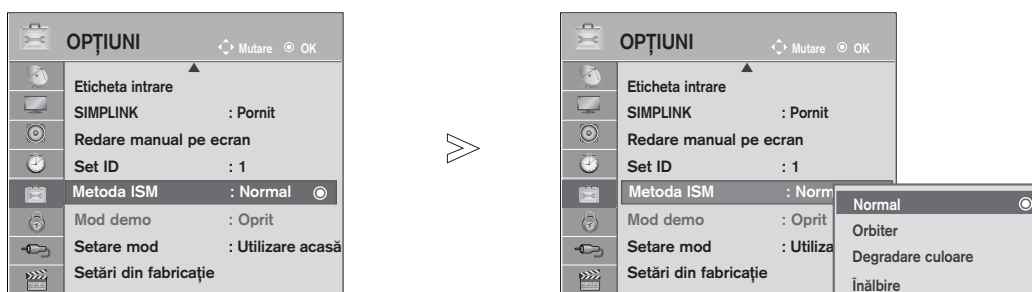 OPȚIUNI Mutare OK
Eticheta intrare
SIMPLINK : Pornit
Redare manual pe ecran
Set ID : 1
Metoda ISM : Normal
Mod demo : Oprit
Setare mod : Utilizare acasă
Setări din fabricație
OPȚIUNI Mutare OK
Eticheta intrare
SIMPLINK : Pornit
Redare manual pe ecran
Set ID : 1
Metoda ISM : Norm
Mod demo : Oprit
Setare mod : Utiliza
Setări din fabricație
Normal
Orbiter
Degradare culoare
Înălbire